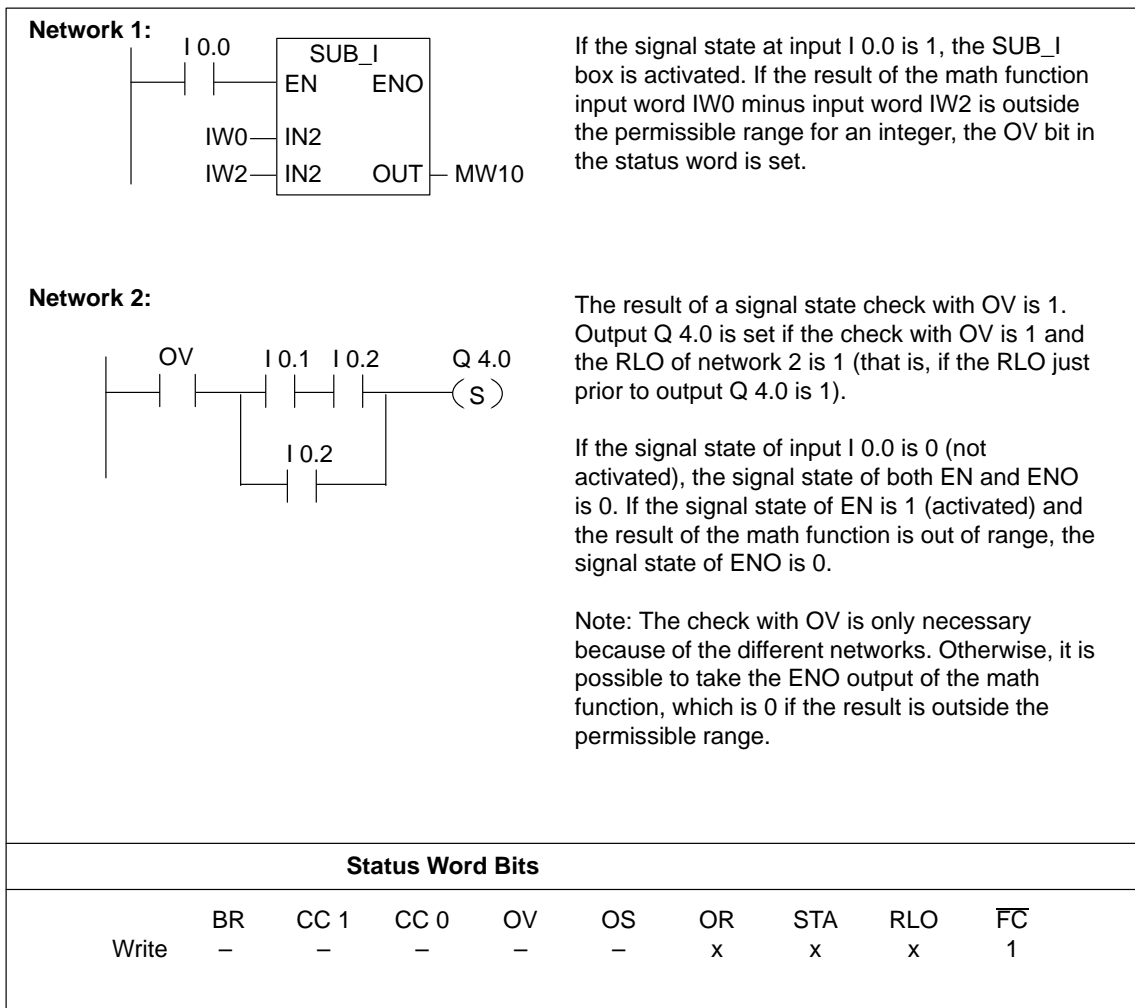 Network 1:
I 0.0
SUB_I
EN ENO
IW0 IN2
IW2 IN2 OUT MW10
If the signal state at input I 0.0 is 1, the SUB_I
box is activated. If the result of the math function
input word IW0 minus input word IW2 is outside
the permissible range for an integer, the OV bit in
the status word is set.
Network 2:
OV I 0.1 I 0.2 Q 4.0
S
I 0.2
The result of a signal state check with OV is 1.
Output Q 4.0 is set if the check with OV is 1 and
the RLO of network 2 is 1 (that is, if the RLO just
prior to output Q 4.0 is 1).
If the signal state of input I 0.0 is 0 (not
activated), the signal state of both EN and ENO
is 0. If the signal state of EN is 1 (activated) and
the result of the math function is out of range, the
signal state of ENO is 0.
Note: The check with OV is only necessary
because of the different networks. Otherwise, it is
possible to take the ENO output of the math
function, which is 0 if the result is outside the
permissible range.
Status Word Bits
BR CC 1 CC 0 OV OS OR STA RLO F̅C̅
Write – – – – – x x x 1